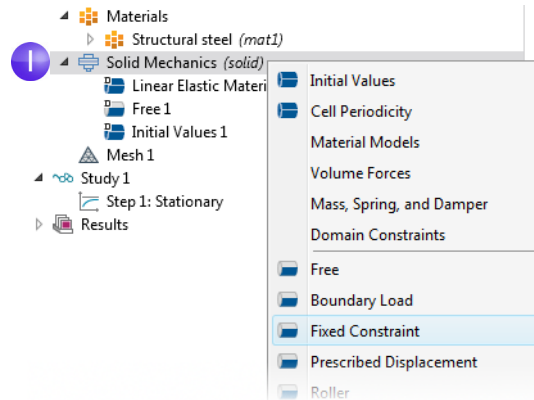 Materials
Structural steel (mat1)
1
Solid Mechanics (solid)
Linear Elastic Materi
Free 1
Initial Values 1
Mesh 1
Study 1
Step 1: Stationary
Results
Initial Values
Cell Periodicity
Material Models
Volume Forces
Mass, Spring, and Damper
Domain Constraints
Free
Boundary Load
Fixed Constraint
Prescribed Displacement
Roller